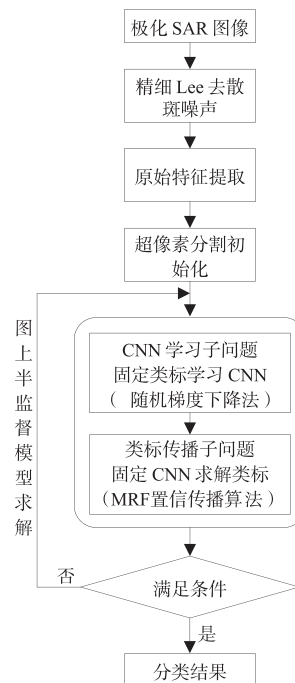 极化 SAR 图像
精细 Lee 去散
斑噪声
原始特征提取
超像素分割初
始化
图上半监督模型求解
CNN 学习子问题
固定类标学习 CNN
( 随机梯度下降法)
类标传播子问题
固定 CNN 求解类标
(MRF置信传播算法)
满足条件
否
是
分类结果